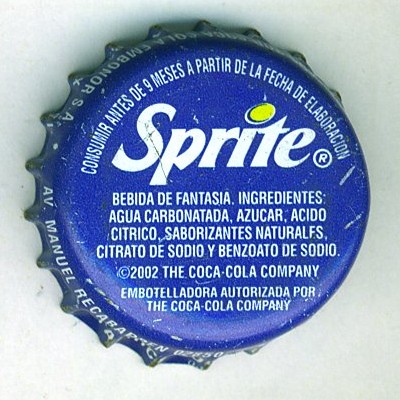 CONSUMIR ANTES DE 9 MESES A PARTIR DE LA FECHA DE ELABORACION
Sprite®
BEBIDA DE FANTASIA. INGREDIENTES:
AGUA CARBONATADA, AZUCAR, ACIDO
CITRICO, SABORIZANTES NATURALES,
CITRATO DE SODIO Y BENZOATO DE SODIO.
©2002 THE COCA-COLA COMPANY
EMBOTELLADORA AUTORIZADA POR
THE COCA-COLA COMPANY
EMBONOR S.A.
AV. MANUEL RECABARREN